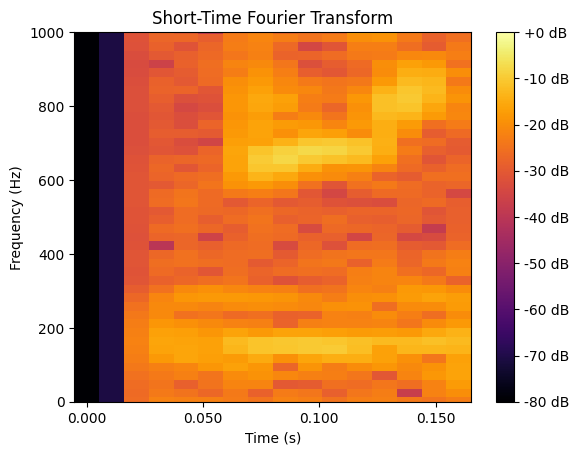 Short-Time Fourier Transform
1000
800
600
400
200
0
Frequency (Hz)
0.000
0.050
0.100
0.150
Time (s)
+0 dB
-10 dB
-20 dB
-30 dB
-40 dB
-50 dB
-60 dB
-70 dB
-80 dB